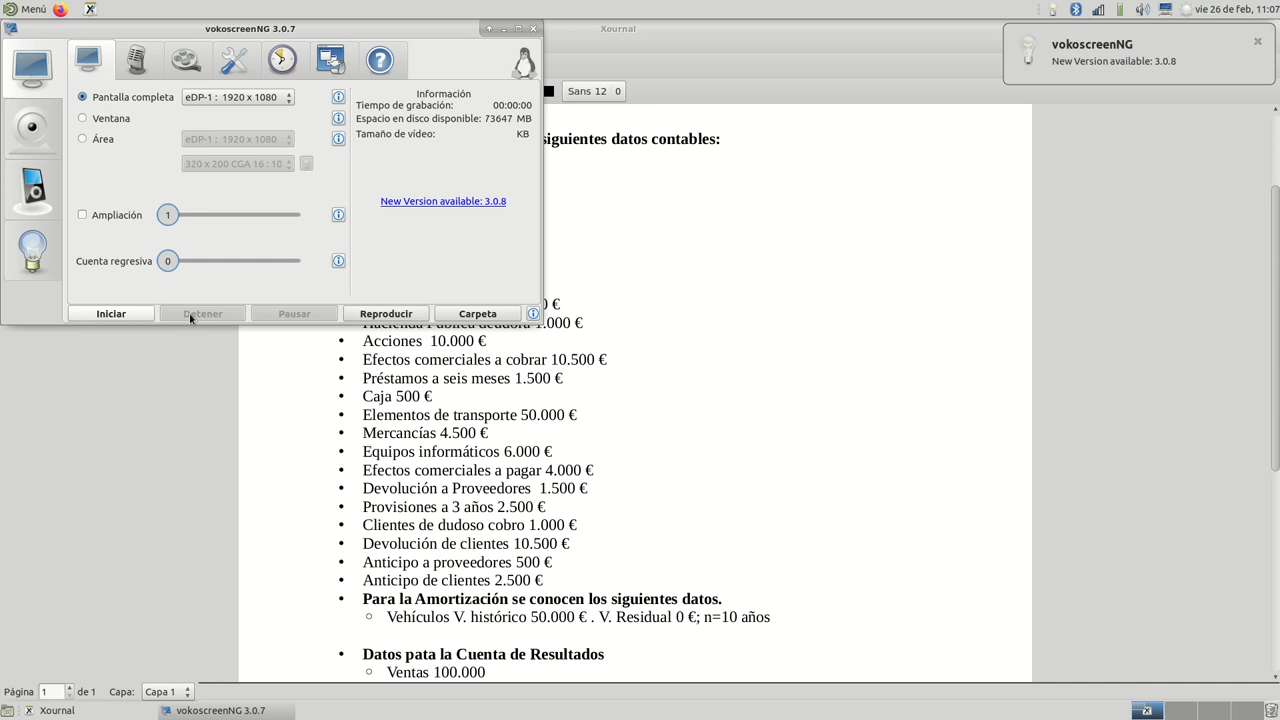 Menú
vie 26 de feb, 11:07
vokoscreenNG 3.0.7
Xournal
vokoscreenNG
New Version available: 3.0.8
Pantalla completa
eDP-1 : 1920 x 1080
Ventana
Área
eDP-1 : 1920 x 1080
320 x 200 CGA 16 : 10
Ampliación
1
Cuenta regresiva
0
Información
Tiempo de grabación: 00:00:00
Espacio en disco disponible: 73647 MB
Tamaño de vídeo: KB
New Version available: 3.0.8
Iniciar
Detener
Pausar
Reproducir
Carpeta
Sans 12 0
siguientes datos contables:
0 €
Hacienda Pública deudora 1.000 €
• Acciones 10.000 €
• Efectos comerciales a cobrar 10.500 €
• Préstamos a seis meses 1.500 €
• Caja 500 €
• Elementos de transporte 50.000 €
• Mercancías 4.500 €
• Equipos informáticos 6.000 €
• Efectos comerciales a pagar 4.000 €
• Devolución a Proveedores 1.500 €
• Provisiones a 3 años 2.500 €
• Clientes de dudoso cobro 1.000 €
• Devolución de clientes 10.500 €
• Anticipo a proveedores 500 €
• Anticipo de clientes 2.500 €
• Para la Amortización se conocen los siguientes datos.
◦ Vehículos V. histórico 50.000 € . V. Residual 0 €; n=10 años
• Datos pata la Cuenta de Resultados
◦ Ventas 100.000
Página 1 de 1 Capa: Capa 1
Xournal
vokoscreenNG 3.0.7